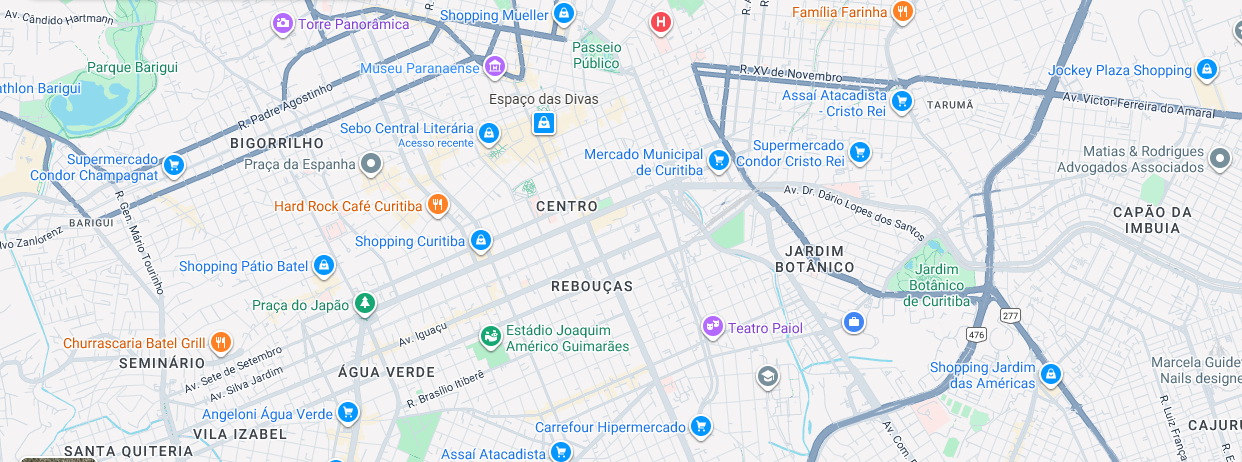 Av. Cândido Hartmann
Torre Panorâmica
Shopping Mueller
H
Família Farinha
Passeio
Público
Parque Barigui
Museu Paranaense
R. XV de Novembro
Jockey Plaza Shopping
R. Padre Agostinho
Espaço das Divas
Assaí Atacadista
- Cristo Rei
TARUMÃ
Av. Victor Ferreira do Amaral
BIGORRILHO
Sebo Central Literária
Acesso recente
Supermercado
Condor Champagnat
Praça da Espanha
Mercado Municipal
de Curitiba
Supermercado
Condor Cristo Rei
Matias & Rodrigues
Advogados Associados
R. Gen. Mário Tourinho
Hard Rock Café Curitiba
CENTRO
Av. Dr. Dário Lopes dos Santos
CAPÃO DA
IMBUIA
BARIGUI
Shopping Curitiba
JARDIM
BOTÂNICO
Shopping Pátio Batel
Jardim
Botânico
de Curitiba
REBOUÇAS
Praça do Japão
277
476
Av. Iguaçu
Estádio Joaquim
Américo Guimarães
Teatro Paiol
Churrascaria Batel Grill
SEMINÁRIO
Av. Sete de Setembro
Av. Silva Jardim
ÁGUA VERDE
R. Brasílio Itiberê
Shopping Jardim
das Américas
Angeloni Água Verde
VILA IZABEL
Carrefour Hipermercado
SANTA QUITERIA
Assaí Atacadista